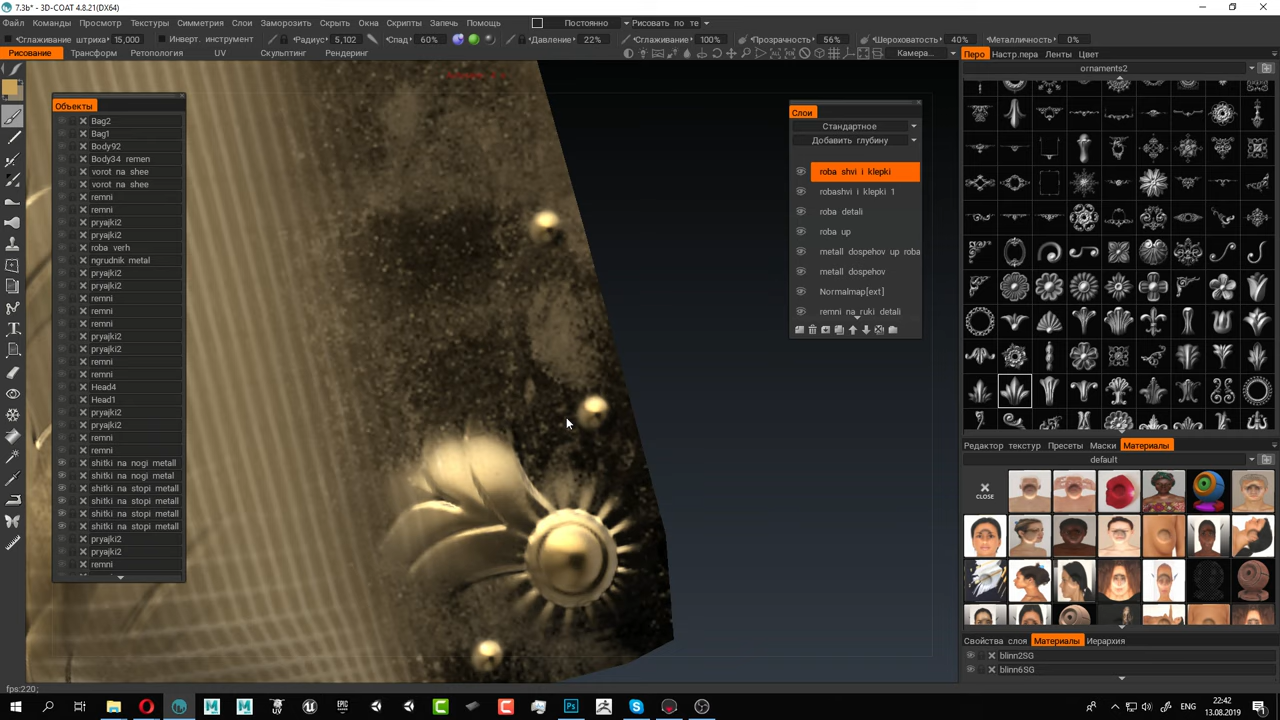 7.3b* - 3D-COAT 4.8.21(DX64)
Файл Команды Просмотр Текстуры Симметрия Слои Заморозить Скрыть Окна Скрипты Запечь Помощь Постоянно Рисовать по те
Сглаживание штриха 15,000 Инверт. инструмент Радиус 5,102 Спад 60% Давление 22% Сглаживание 100% Прозрачность 56% Шероховатость 40% Металличность 0%
Рисование Трансформ Ретопология UV Скульптинг Рендеринг Камера...
Перо Настр.пера Ленты Цвет
ornaments2
Объекты
Bag2
Bag1
Body92
Body34 remen
vorot na shee
vorot na shee
remni
remni
pryajki2
pryajki2
roba verh
ngrudnik metal
pryajki2
pryajki2
remni
remni
remni
pryajki2
pryajki2
remni
remni
Head4
Head1
pryajki2
pryajki2
remni
remni
shitki na nogi metall
shitki na nogi metal
shitki na stopi metall
shitki na stopi metall
shitki na stopi metall
shitki na stopi metall
pryajki2
pryajki2
remni
Слои
Стандартное
Добавить глубину
roba shvi i klepki
robashvi i klepki 1
roba detali
roba up
metall dospehov up roba
metall dospehov
Normalmap[ext]
remni na ruki detali
Редактор текстур Пресеты Маски Материалы
default
CLOSE
Свойства слоя Материалы Иерархия
blinn2SG
blinn6SG
fps:220;
UV
EPIC GAMES
Ps
ENG
22:42
13.08.2019
1